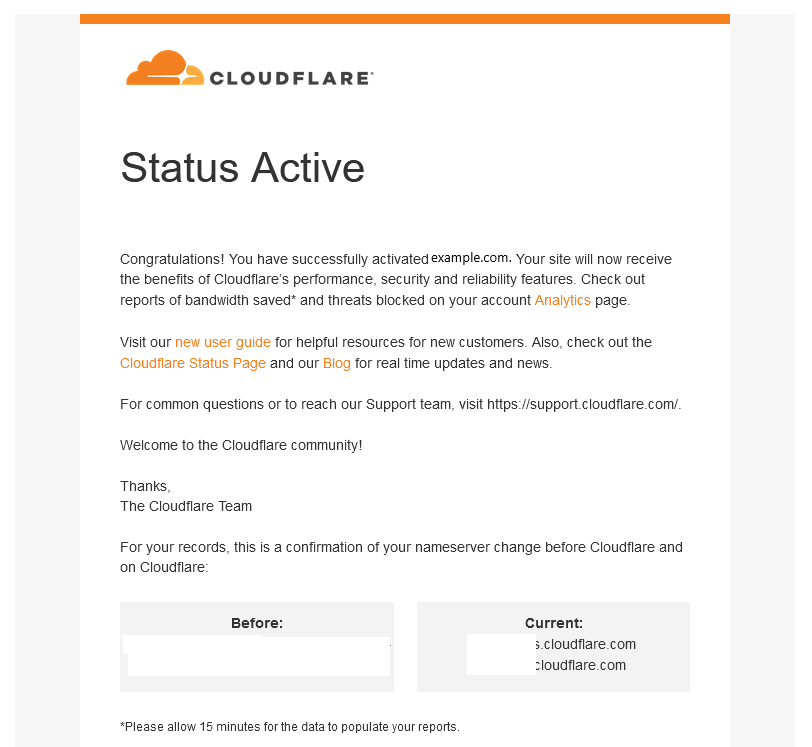 CLOUDFLARE
Status Active
Congratulations! You have successfully activated example.com. Your site will now receive
the benefits of Cloudflare's performance, security and reliability features. Check out
reports of bandwidth saved* and threats blocked on your account Analytics page.
Visit our new user guide for helpful resources for new customers. Also, check out the
Cloudflare Status Page and our Blog for real time updates and news.
For common questions or to reach our Support team, visit https://support.cloudflare.com/.
Welcome to the Cloudflare community!
Thanks,
The Cloudflare Team
For your records, this is a confirmation of your nameserver change before Cloudflare and
on Cloudflare:
Before:
Current:
s.cloudflare.com
cloudflare.com
*Please allow 15 minutes for the data to populate your reports.